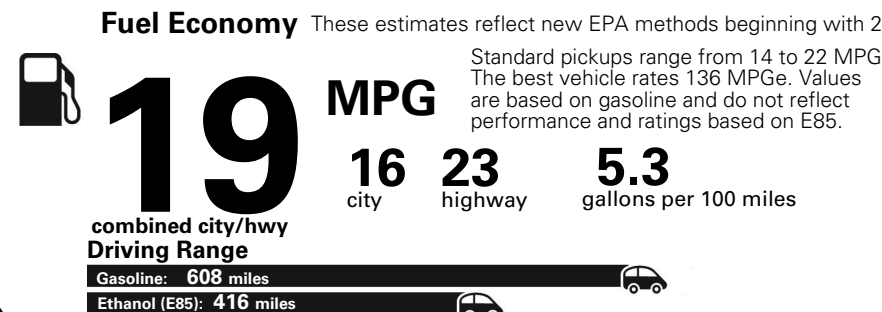 Fuel Economy These estimates reflect new EPA methods beginning with 2
Standard pickups range from 14 to 22 MPG
The best vehicle rates 136 MPGe. Values
are based on gasoline and do not reflect
performance and ratings based on E85.
19 MPG
combined city/hwy
16 city
23 highway
5.3 gallons per 100 miles
Driving Range
Gasoline: 608 miles
Ethanol (E85): 416 miles